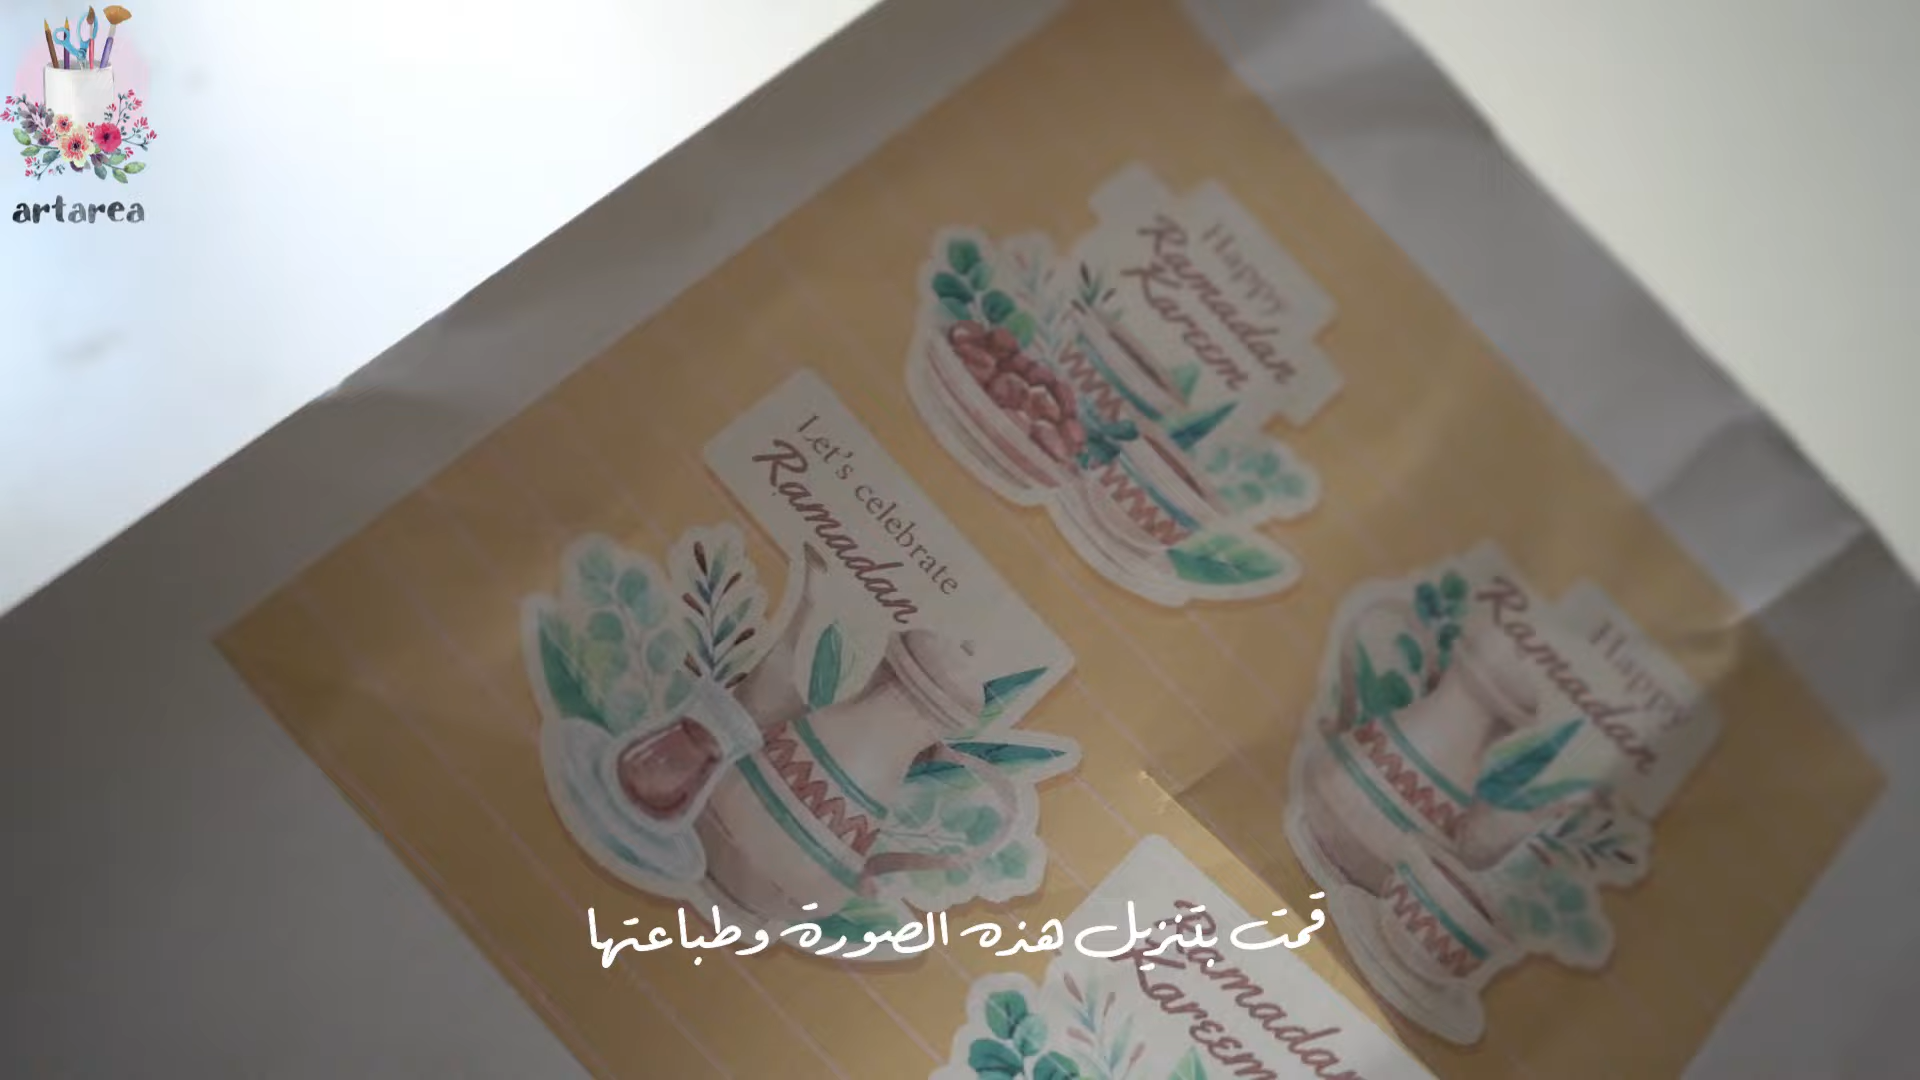 artarea
Happy
Ramadan
Kareem
Let's celebrate
Ramadan
Happy
Ramadan
Ramadan
Kareem
قمت بتنزيل هذه الصورة وطباعتها